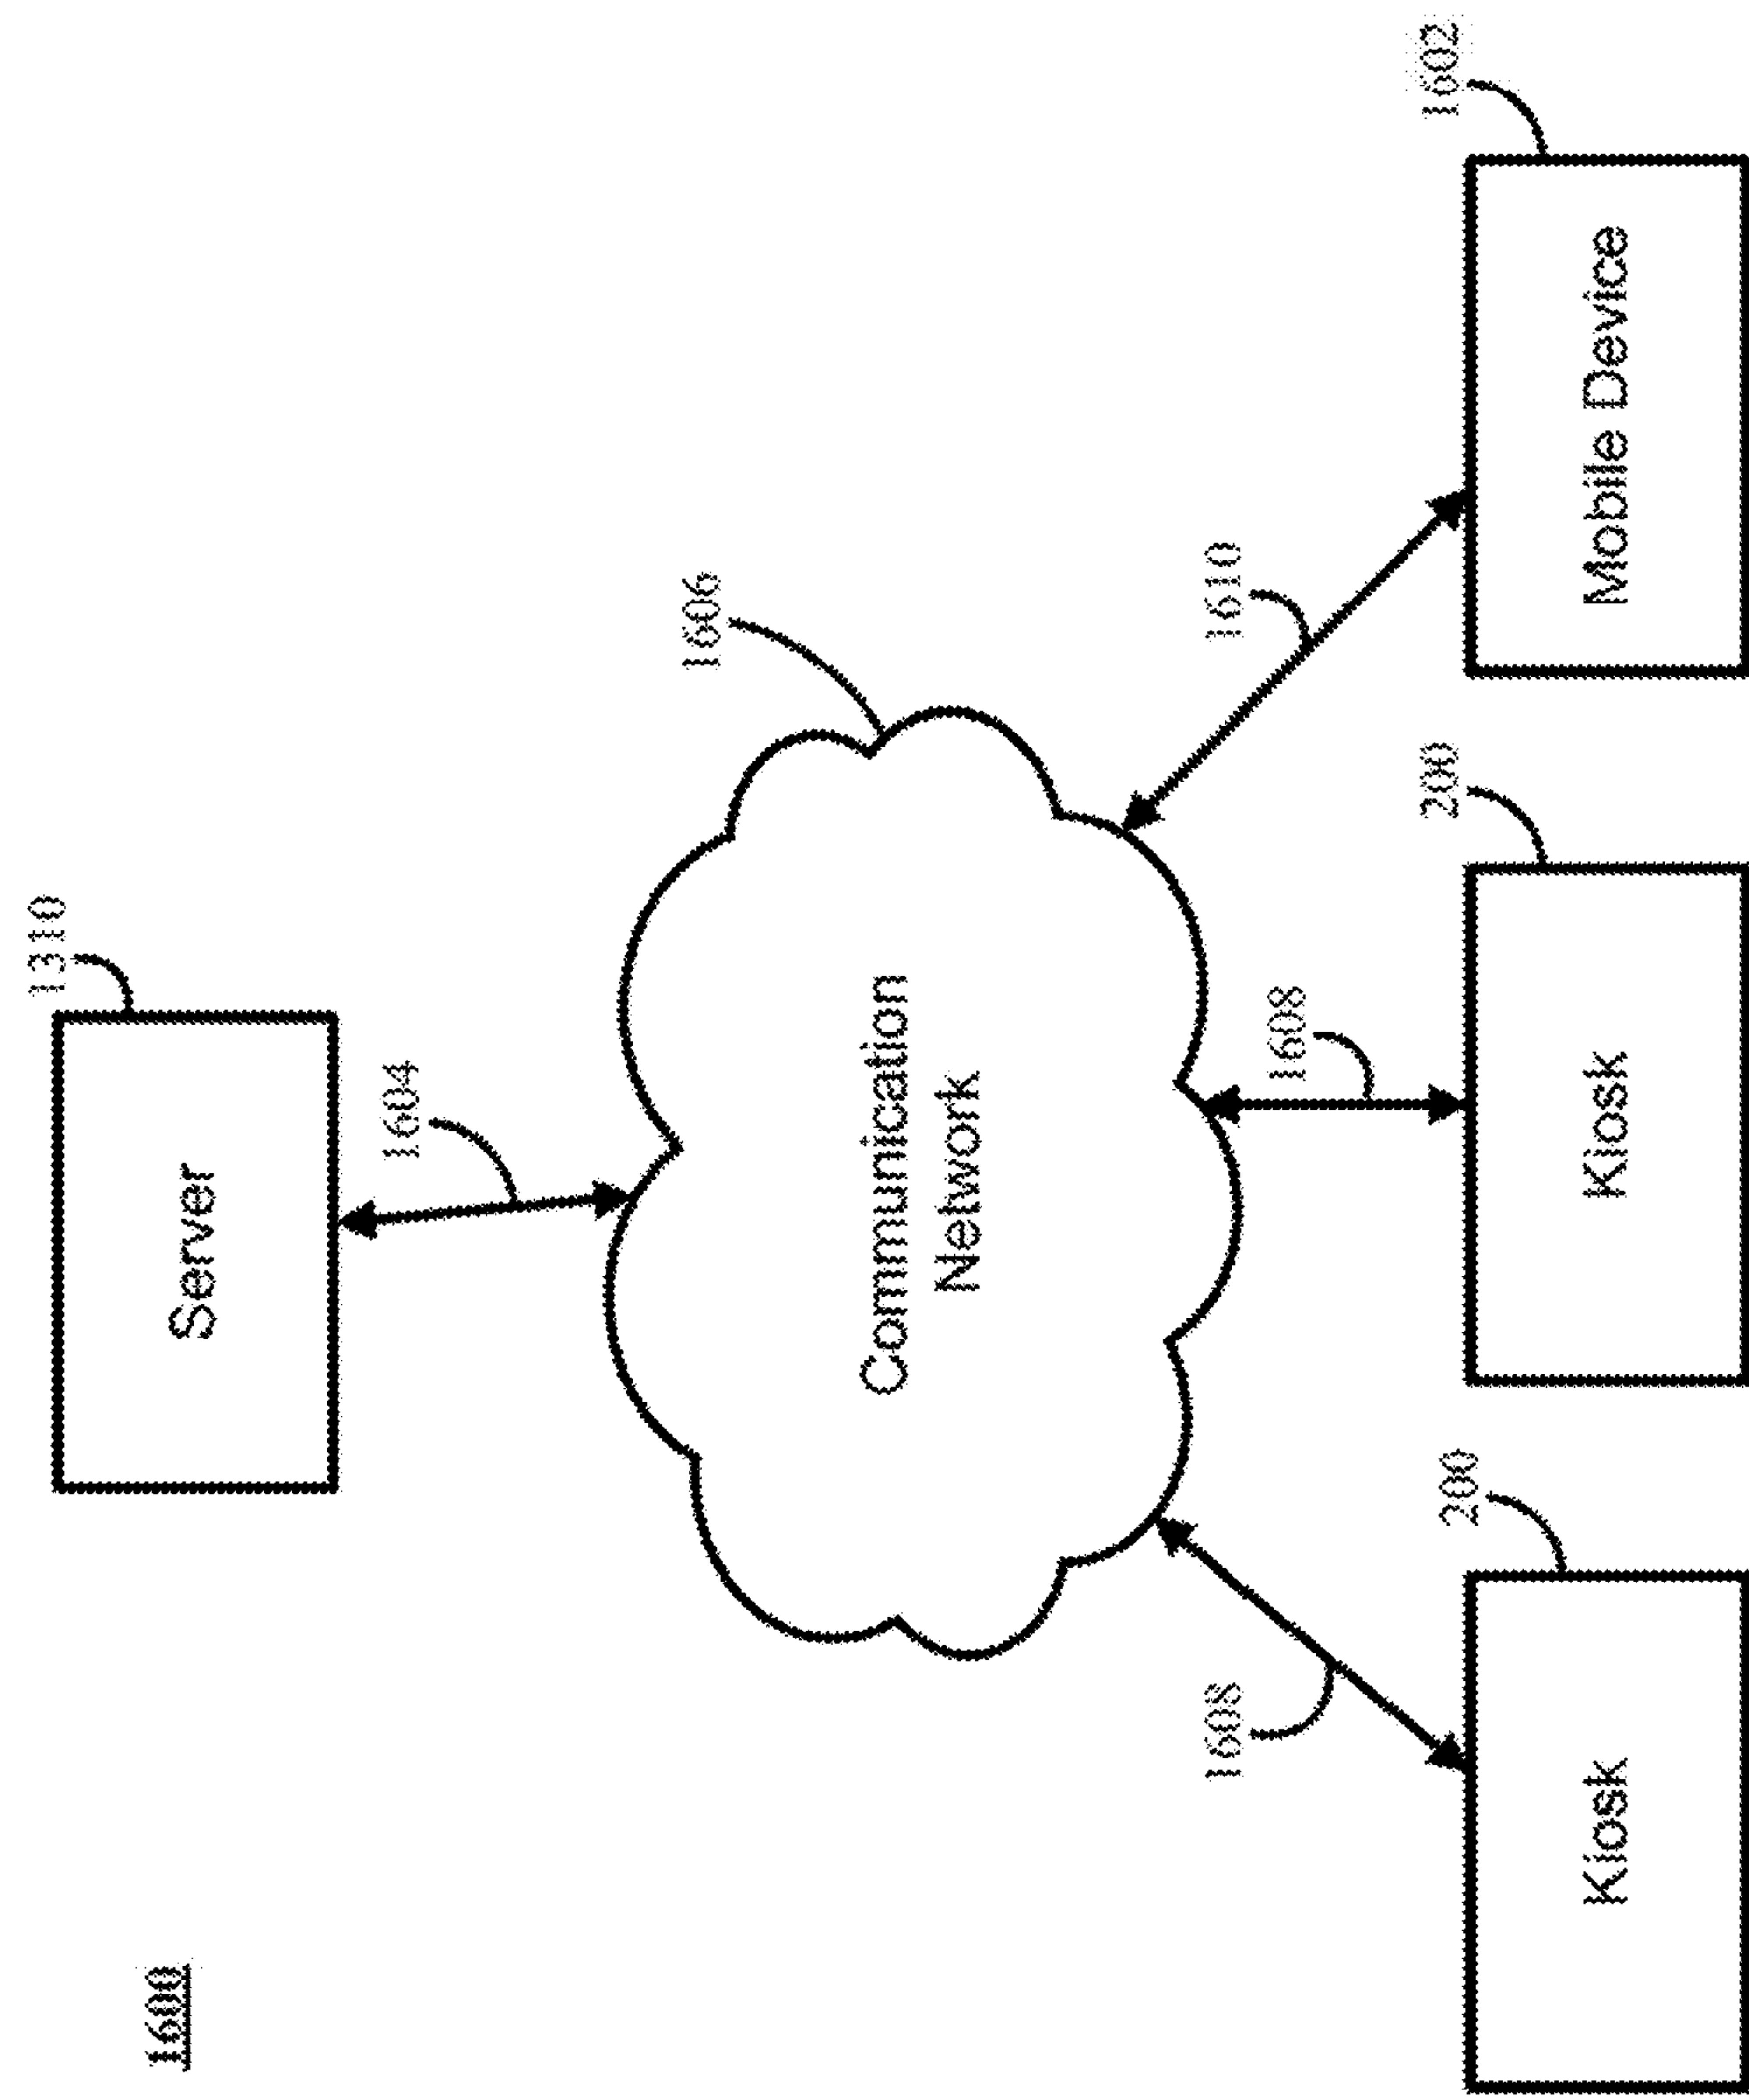 1600
Server
1310
1604
1606
Communication
Network
1608
1608
1610
200
200
1602
Kiosk
Kiosk
Mobile Device